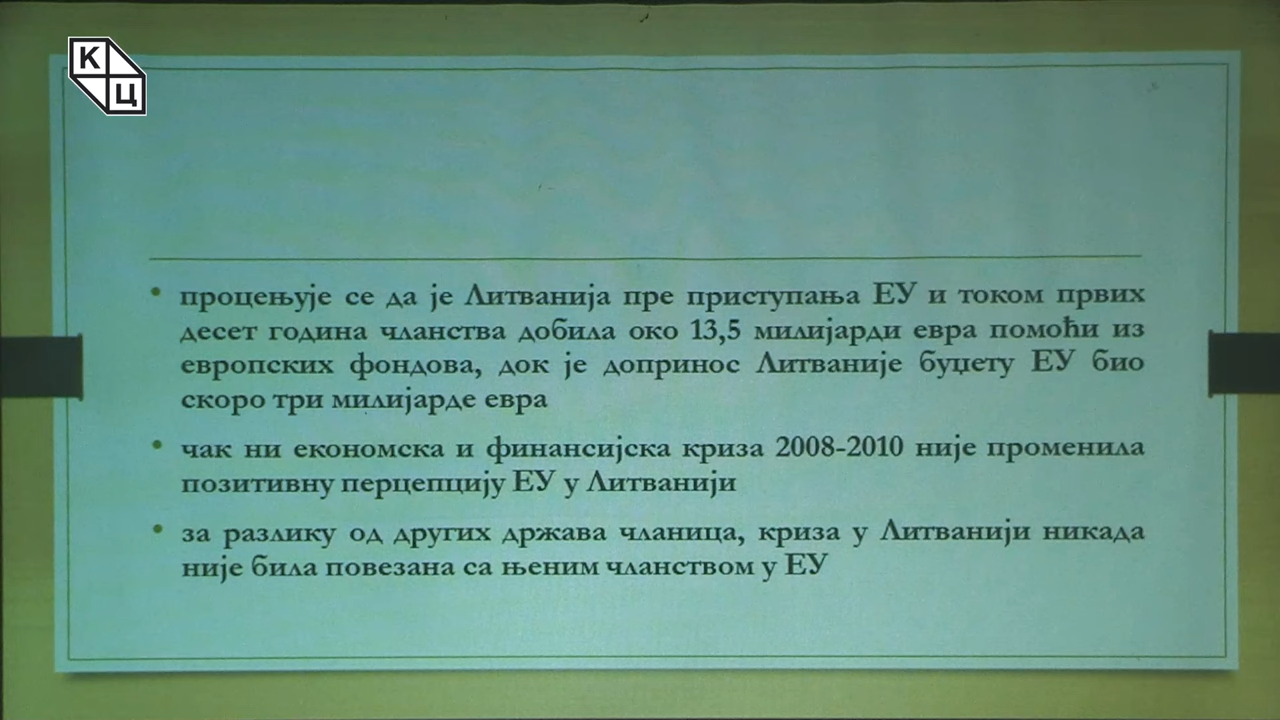 К
Ц
• процењује се да је Литванија пре приступања ЕУ и током првих
десет година чланства добила око 13,5 милијарди евра помоћи из
европских фондова, док је допринос Литваније буџету ЕУ био
скоро три милијарде евра
• чак ни економска и финансијска криза 2008-2010 није променила
позитивну перцепцију ЕУ у Литванији
• за разлику од других држава чланица, криза у Литванији никада
није била повезана са њеним чланством у ЕУ